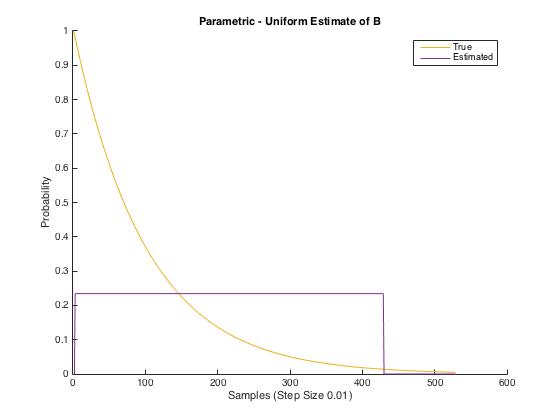 Parametric - Uniform Estimate of B
True
Estimated
Probability
1
0.9
0.8
0.7
0.6
0.5
0.4
0.3
0.2
0.1
0
0 100 200 300 400 500 600
Samples (Step Size 0.01)